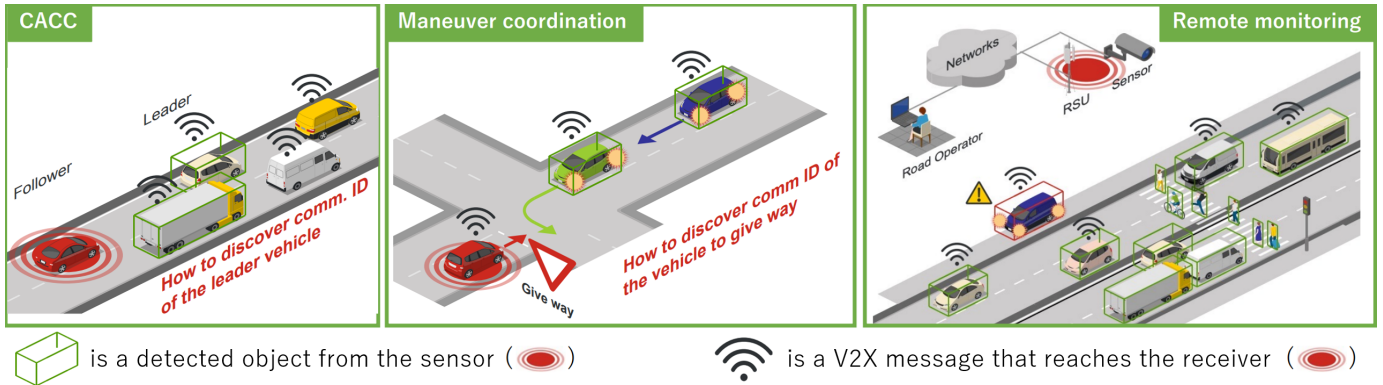 CACC
Leader
Follower
How to discover comm. ID
of the leader vehicle
Maneuver coordination
How to discover comm ID of
the vehicle to give way
Give way
Remote monitoring
Networks
Sensor
RSU
Road Operator
is a detected object from the sensor ( )
is a V2X message that reaches the receiver ( )